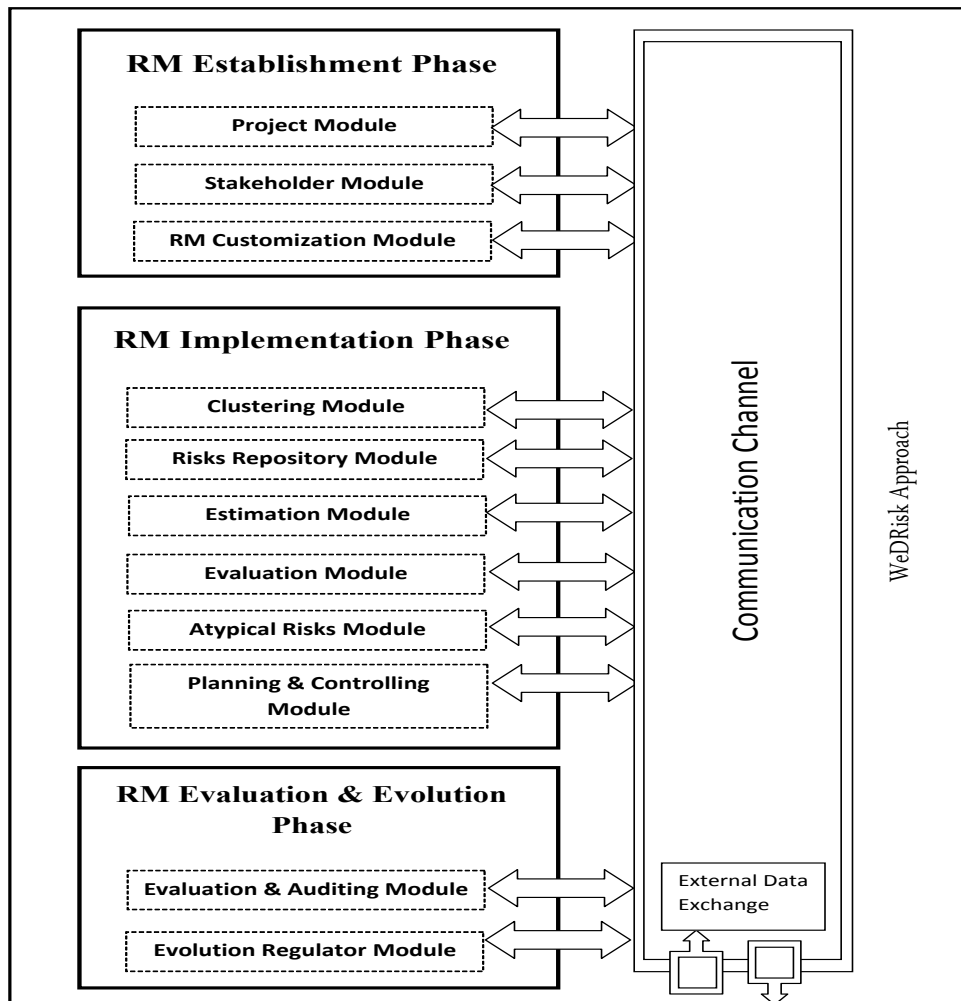 RM Establishment Phase
Project Module
Stakeholder Module
RM Customization Module
RM Implementation Phase
Clustering Module
Risks Repository Module
Estimation Module
Evaluation Module
Atypical Risks Module
Planning & Controlling
Module
RM Evaluation & Evolution
Phase
Evaluation & Auditing Module
Evolution Regulator Module
Communication Channel
External Data
Exchange
WeDRisk Approach